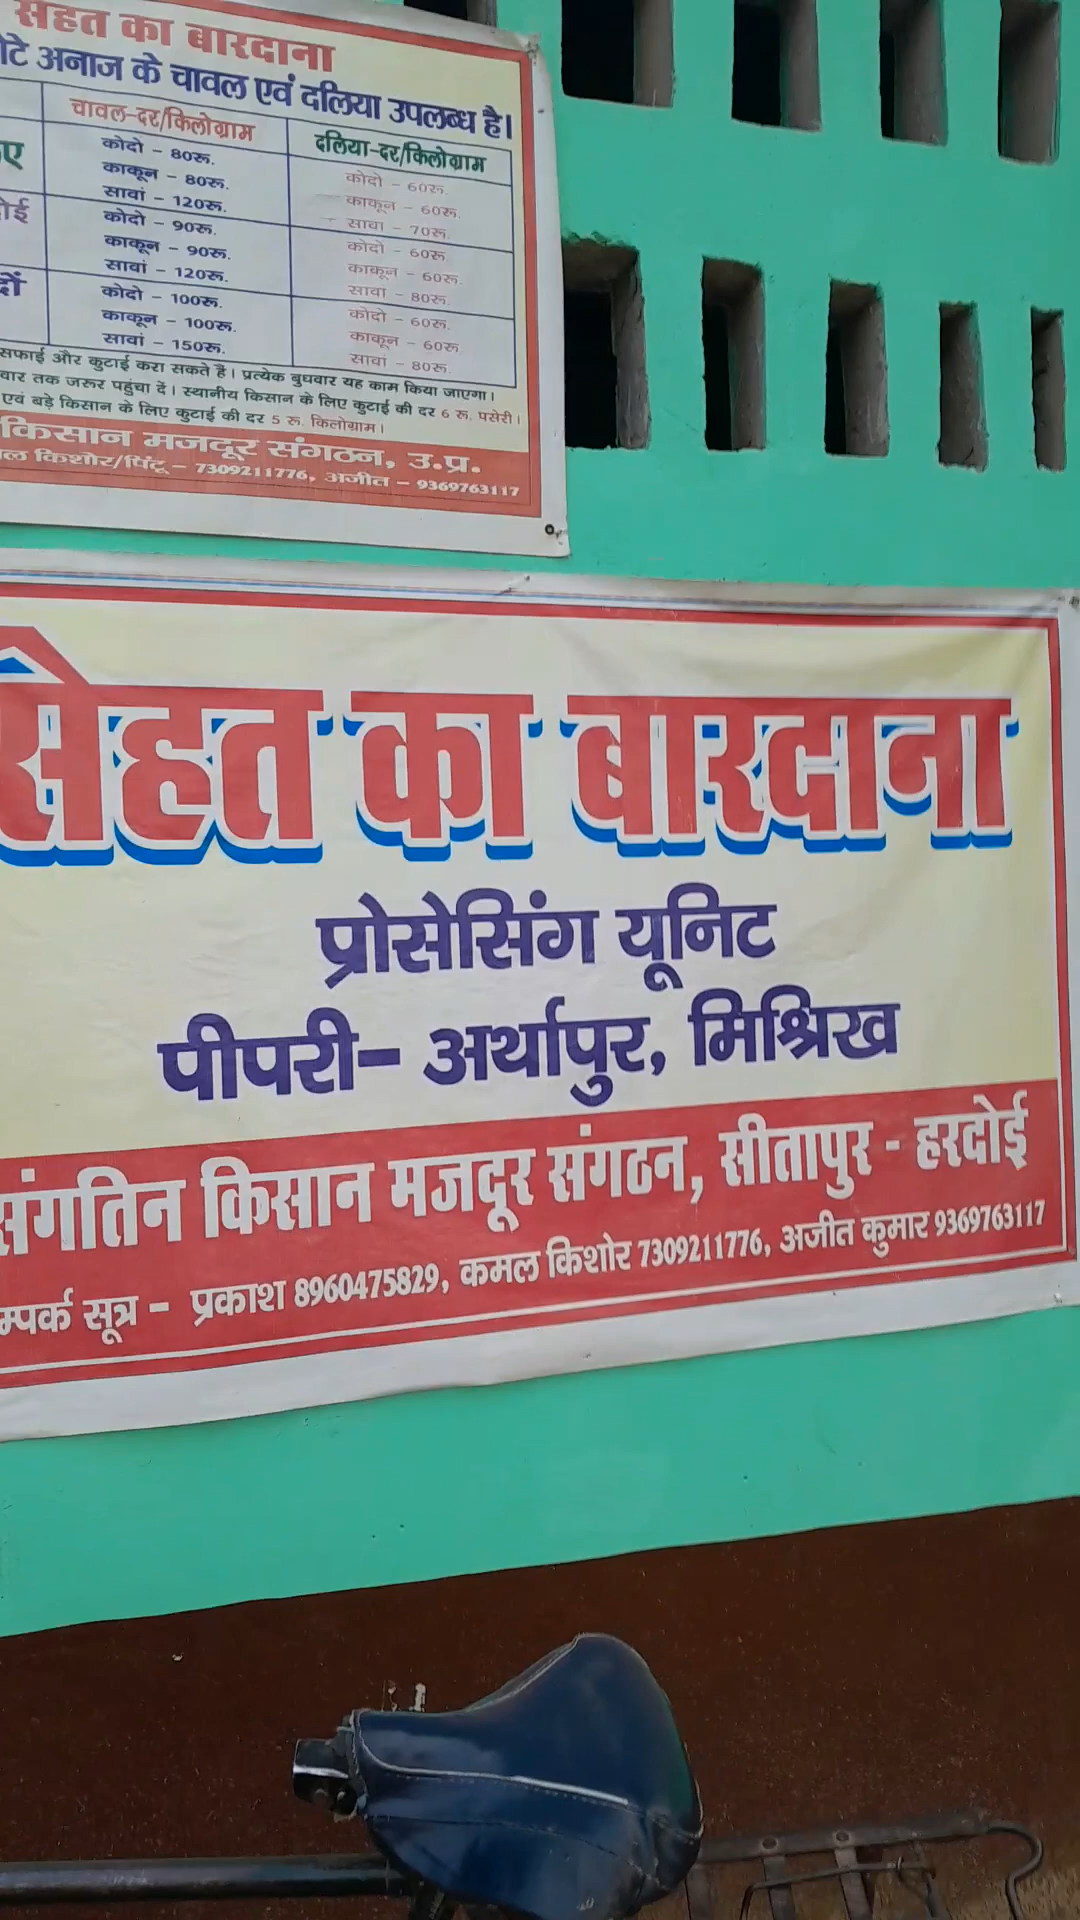 सेहत का बारदाना
अनाज के चावल एवं दलिया उपलब्ध है।
चावल-दर/किलोग्राम
दलिया-दर/किलोग्राम
कोदो - 80रू.
काकून - 80रू.
सावां - 120रू.
कोदो - 60रू.
काकून - 60रू.
सावा - 70रू.
कोदो - 90रू.
काकून - 90रू.
सावां - 120रू.
कोदो - 60रू.
काकून - 60रू.
सावा - 80रू.
कोदो - 100रू.
काकून - 100रू.
सावां - 150रू.
कोदो - 60रू.
काकून - 60रू.
सावां - 80रू.
सफाई और कुटाई करा सकते हैं। प्रत्येक बुधवार यह काम किया जाएगा।
तक जरूर पहुंचा दें। स्थानीय किसान के लिए कुटाई की दर 6 रू. पसेरी।
एवं बड़े किसान के लिए कुटाई की दर 5 रू. किलोग्राम।
किसान मजदूर संगठन, उ.प्र.
किशोर/पिंटू - 7309211776, अजीत - 9369763117
सेहत का बारदाना
प्रोसेसिंग यूनिट
पीपरी- अर्थापुर, मिश्रिख
संगतिन किसान मजदूर संगठन, सीतापुर - हरदोई
सूत्र - प्रकाश 8960475829, कमल किशोर 7309211776, अजीत कुमार 9369763117